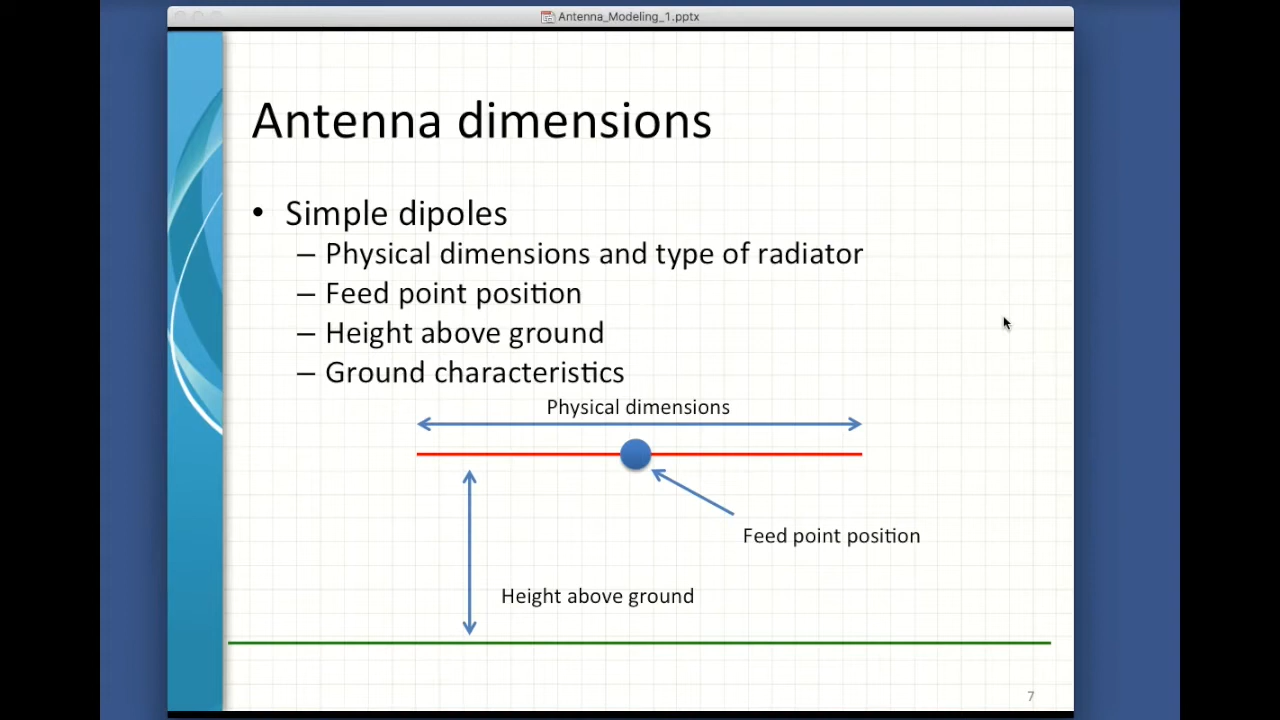 Antenna_Modeling_1.pptx
Antenna dimensions
• Simple dipoles
– Physical dimensions and type of radiator
– Feed point position
– Height above ground
– Ground characteristics
Physical dimensions
Feed point position
Height above ground
7